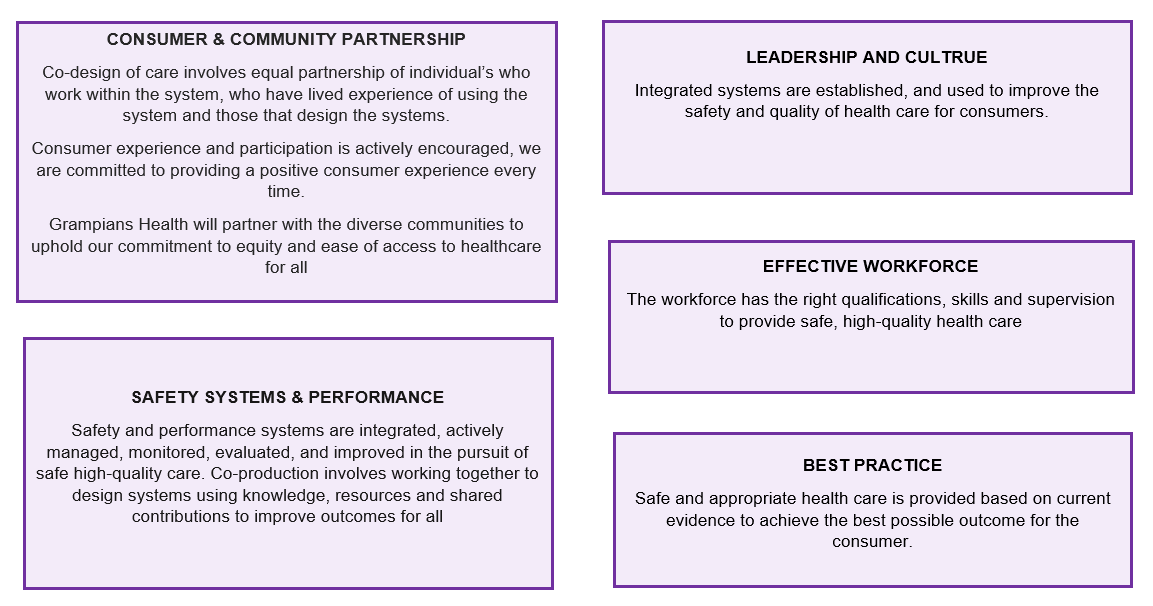 CONSUMER & COMMUNITY PARTNERSHIP
Co-design of care involves equal partnership of individual’s who
work within the system, who have lived experience of using the
system and those that design the systems.
Consumer experience and participation is actively encouraged, we
are committed to providing a positive consumer experience every
time.
Grampians Health will partner with the diverse communities to
uphold our commitment to equity and ease of access to healthcare
for all
SAFETY SYSTEMS & PERFORMANCE
Safety and performance systems are integrated, actively
managed, monitored, evaluated, and improved in the pursuit of
safe high-quality care. Co-production involves working together to
design systems using knowledge, resources and shared
contributions to improve outcomes for all
LEADERSHIP AND CULTRUE
Integrated systems are established, and used to improve the
safety and quality of health care for consumers.
EFFECTIVE WORKFORCE
The workforce has the right qualifications, skills and supervision
to provide safe, high-quality health care
BEST PRACTICE
Safe and appropriate health care is provided based on current
evidence to achieve the best possible outcome for the
consumer.